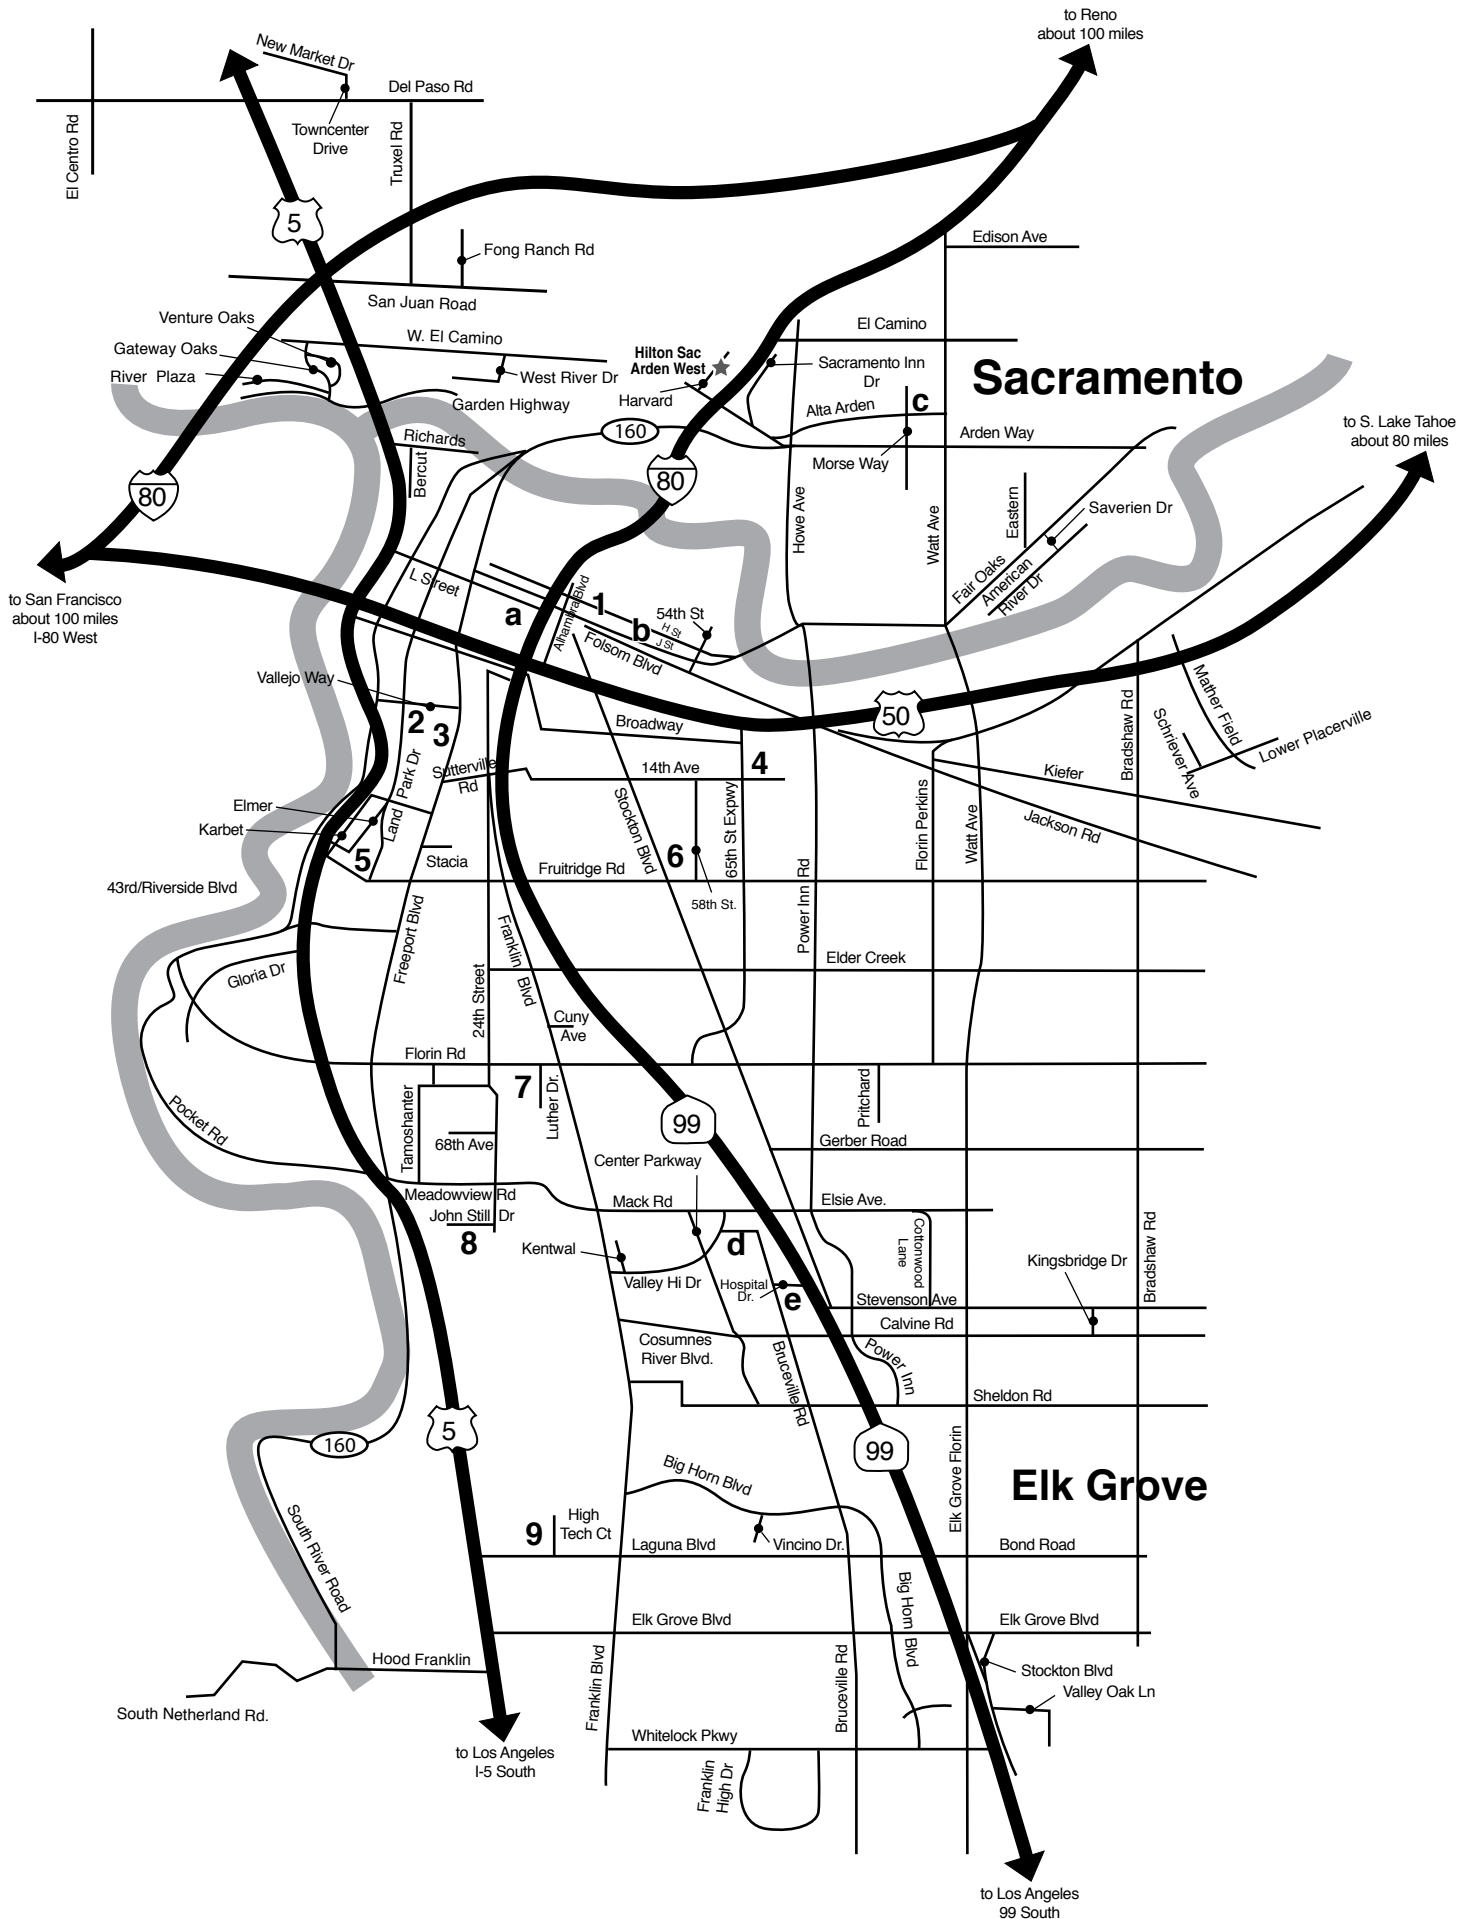 to Reno
about 100 miles
New Market Dr
Del Paso Rd
Towncenter
Drive
El Centro Rd
Truxel Rd
5
Edison Ave
Fong Ranch Rd
San Juan Road
Venture Oaks
W. El Camino
El Camino
Gateway Oaks
Hilton Sac
Arden West
Sacramento Inn
Dr
Sacramento
River Plaza
West River Dr
Harvard
Garden Highway
Alta Arden
c
160
Arden Way
to S. Lake Tahoe
about 80 miles
Richards
Bercut
Morse Way
80
80
Howe Ave
Watt Ave
Eastern
Saverien Dr
Fair Oaks
American
River Dr
to San Francisco
about 100 miles
I-80 West
L Street
a
Alhambra Blvd
1
b
54th St
H St
J St
Folsom Blvd
Vallejo Way
2
3
50
Broadway
Bradshaw Rd
Mather Field
Schriever Ave
Lower Placerville
Park Dr
Land
Sutterville
Rd
14th Ave
4
Kiefer
Jackson Rd
Elmer
Karbet
5
Stacia
Stockton Blvd
6
65th St Expwy
Florin Perkins
Watt Ave
Fruitridge Rd
58th St.
43rd/Riverside Blvd
Freeport Blvd
Franklin Blvd
Power Inn Rd
Elder Creek
Gloria Dr
24th Street
Cuny
Ave
Florin Rd
7
Luther Dr.
Pritchard
99
Pocket Rd
Tamoshanter
68th Ave
Gerber Road
Center Parkway
Meadowview Rd
Mack Rd
Elsie Ave.
John Still Dr
8
Kentwal
d
Cottonwood
Lane
Kingsbridge Dr
Bradshaw Rd
Valley Hi Dr
Hospital
Dr.
e
Stevenson Ave
Calvine Rd
Cosumnes
River Blvd.
Bruceville Rd
Power Inn
Sheldon Rd
5
160
99
Elk Grove Florin
Elk Grove
Big Horn Blvd
South River Road
9
High
Tech Ct
Laguna Blvd
Vincino Dr.
Bond Road
Big Horn Blvd
Elk Grove Blvd
Elk Grove Blvd
Hood Franklin
Franklin Blvd
Bruceville Rd
Stockton Blvd
Valley Oak Ln
South Netherland Rd.
Whitelock Pkwy
to Los Angeles
I-5 South
Franklin
High Dr
to Los Angeles
99 South